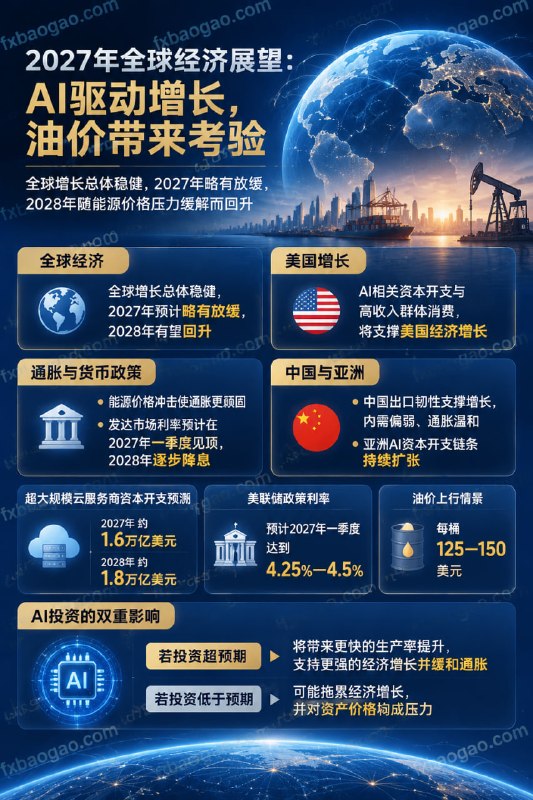 fxbaogao.com
2027年全球经济展望：
AI驱动增长，
油价带来考验
全球增长总体稳健，2027年略有放缓，
2028年随能源价格压力缓解而回升
全球经济
全球增长总体稳健，
2027年预计略有放缓，
2028年有望回升
美国增长
AI相关资本开支与
高收入群体消费，
将支撑美国经济增长
通胀与货币政策
• 能源价格冲击使通胀更顽固
• 发达市场利率预计在
2027年一季度见顶，
2028年逐步降息
中国与亚洲
• 中国出口韧性支撑增长，
内需偏弱、通胀温和
• 亚洲AI资本开支链条
持续扩张
超大规模云服务商资本开支预测
2027年 约
1.6万亿美元
2028年 约
1.8万亿美元
美联储政策利率
预计2027年一季度
达到
4.25%—4.5%
油价上行情景
每桶
125—150
美元
AI投资的双重影响
AI
若投资超预期
将带来更快的生产率提升，
支持更强的经济增长并缓和通胀
若投资低于预期
可能拖累经济增长，
并对资产价格构成压力
fxbaogao.com